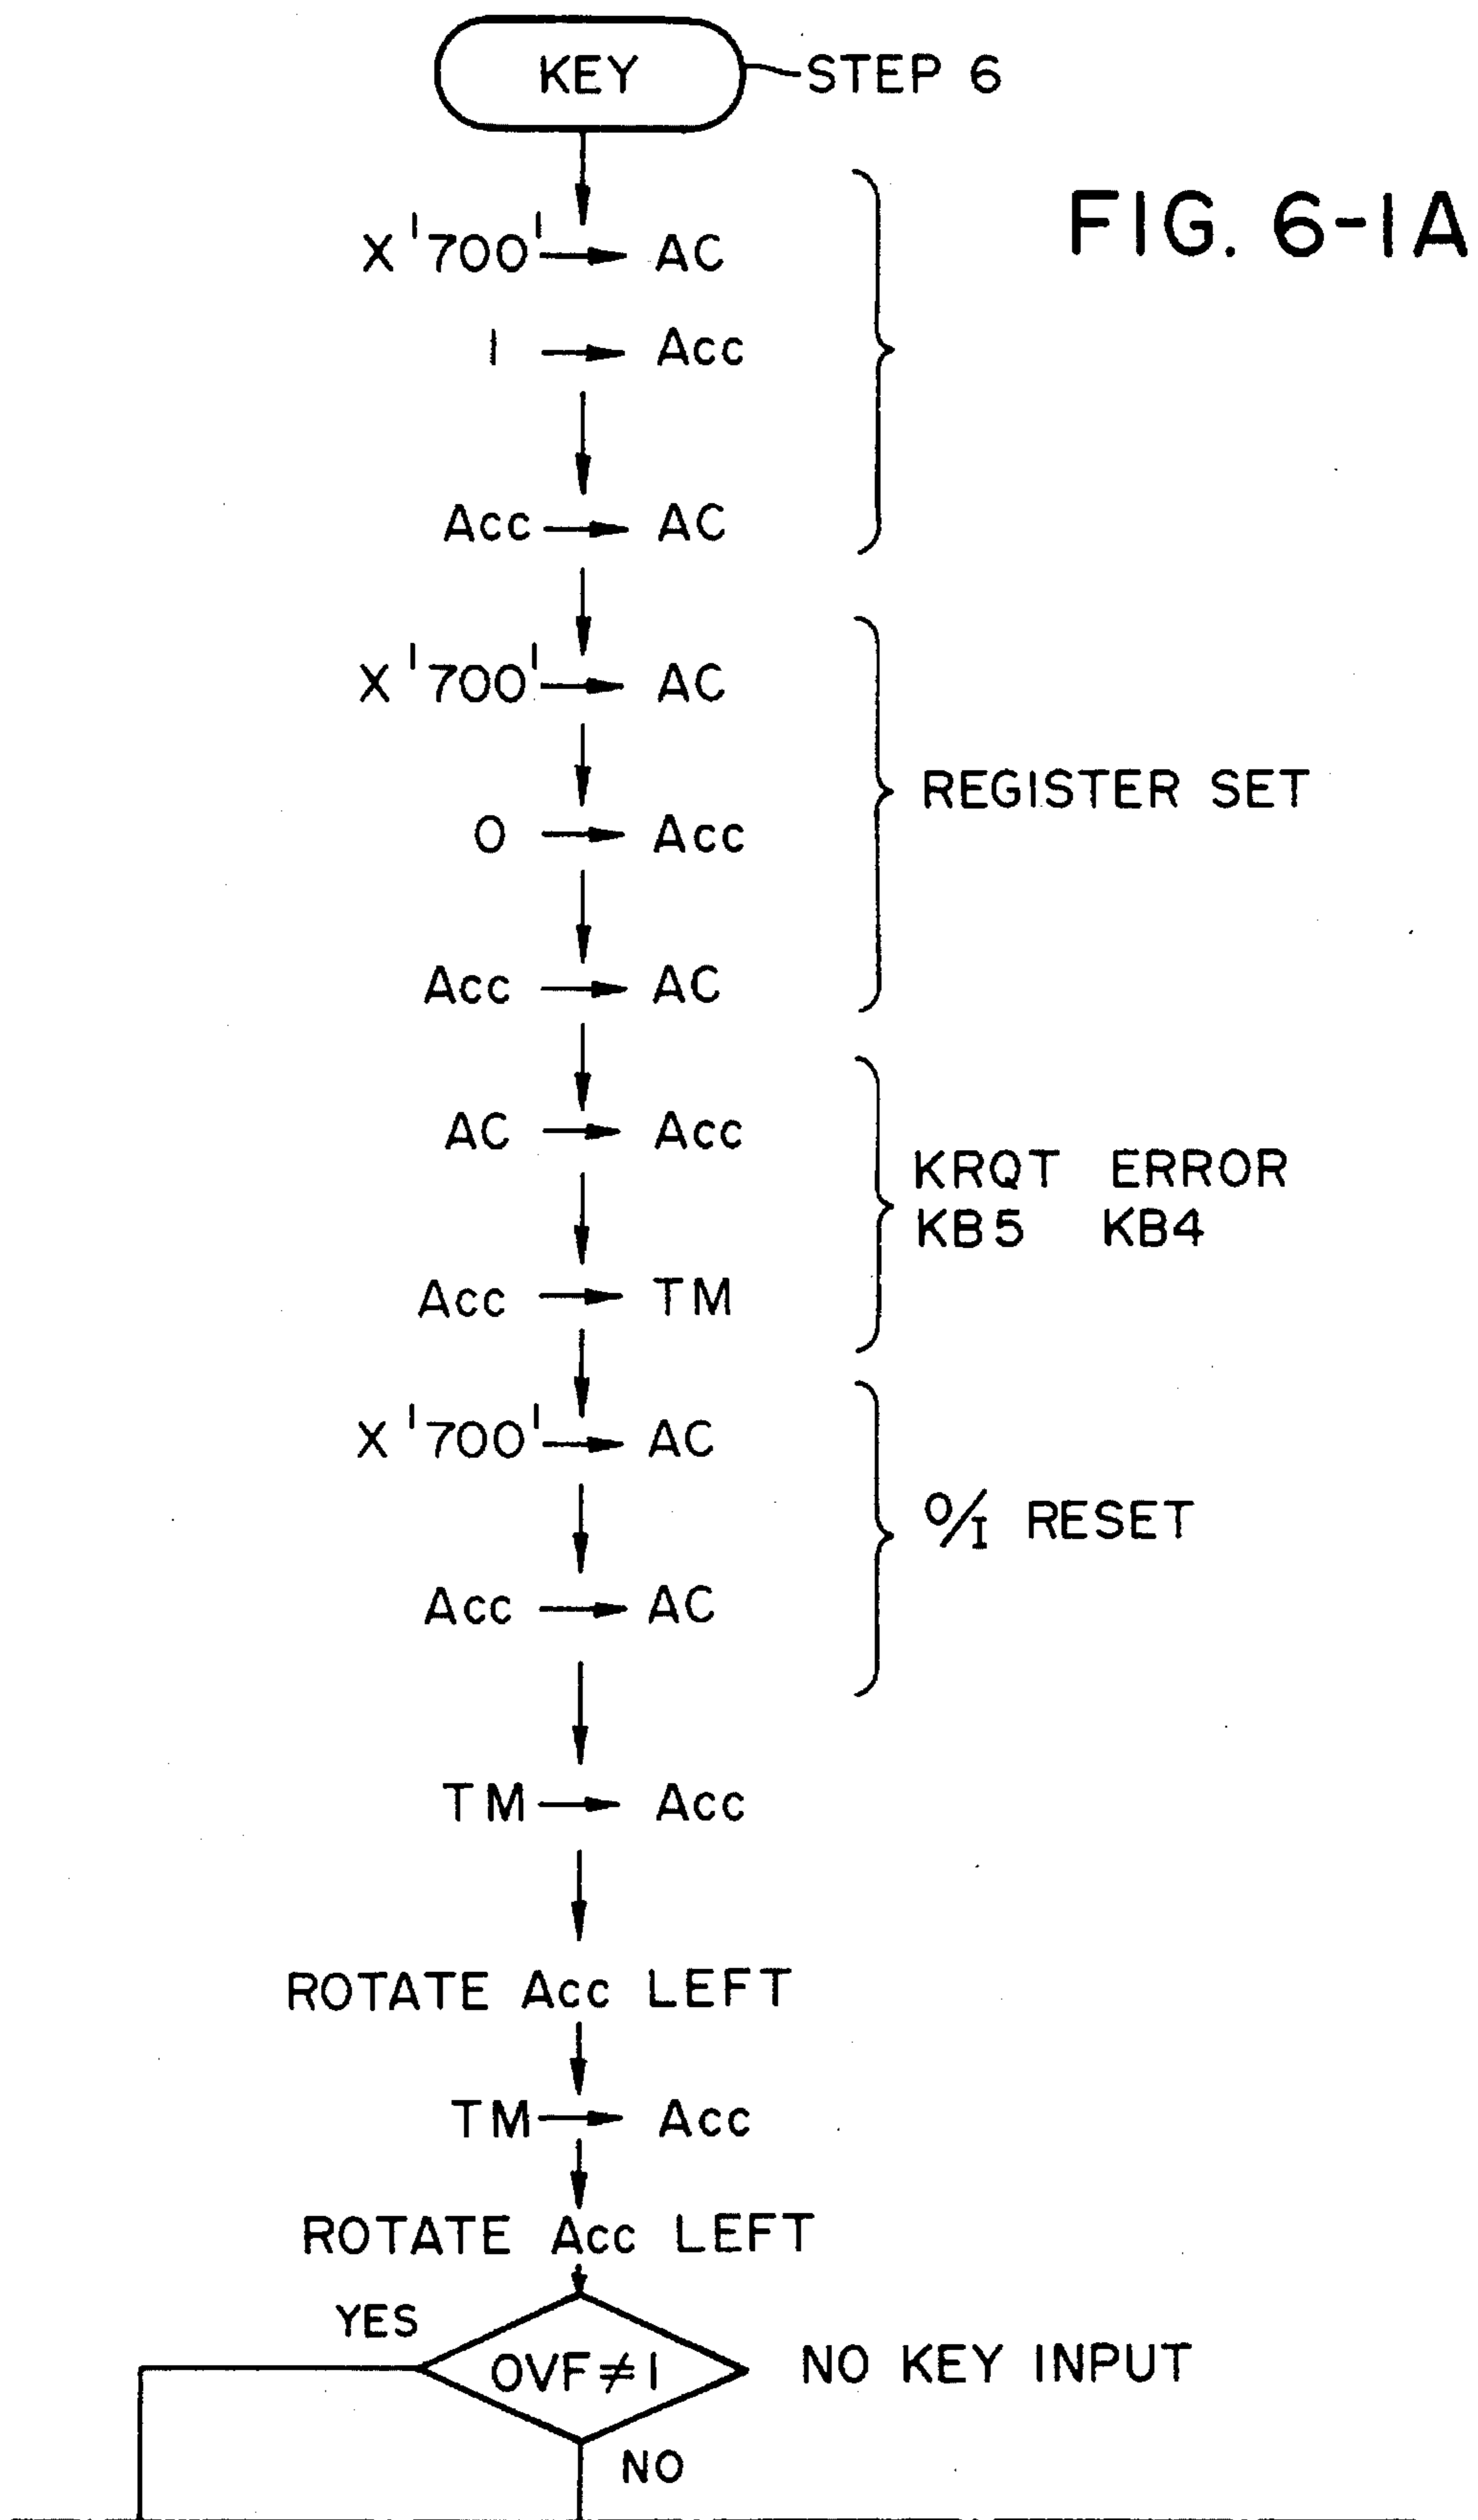 KEY STEP 6
FIG. 6-1A
X '700' → AC
1 → Acc
Acc → AC
X '700' → AC
REGISTER SET
0 → Acc
Acc → AC
AC → Acc
KRQT ERROR
KB5 KB4
Acc → TM
X '700' → AC
O/I RESET
Acc → AC
TM → Acc
ROTATE Acc LEFT
TM → Acc
ROTATE Acc LEFT
YES
OVF≠1 NO KEY INPUT
NO